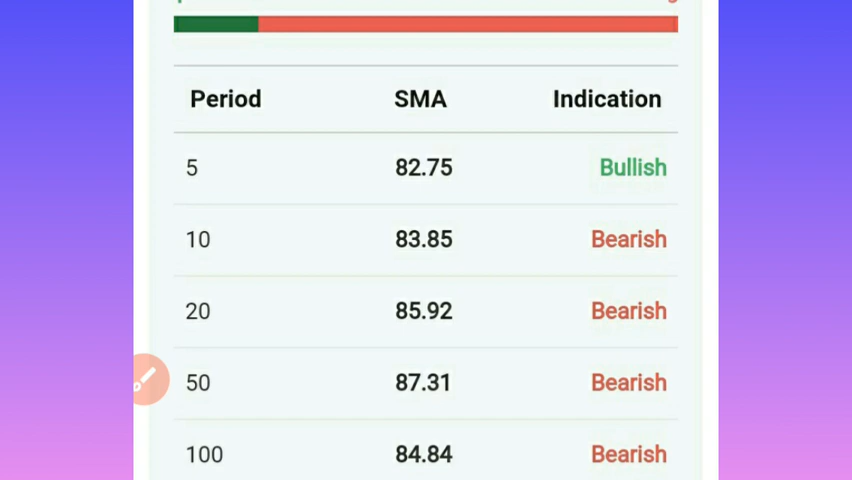 Period SMA Indication
5 82.75 Bullish
10 83.85 Bearish
20 85.92 Bearish
50 87.31 Bearish
100 84.84 Bearish